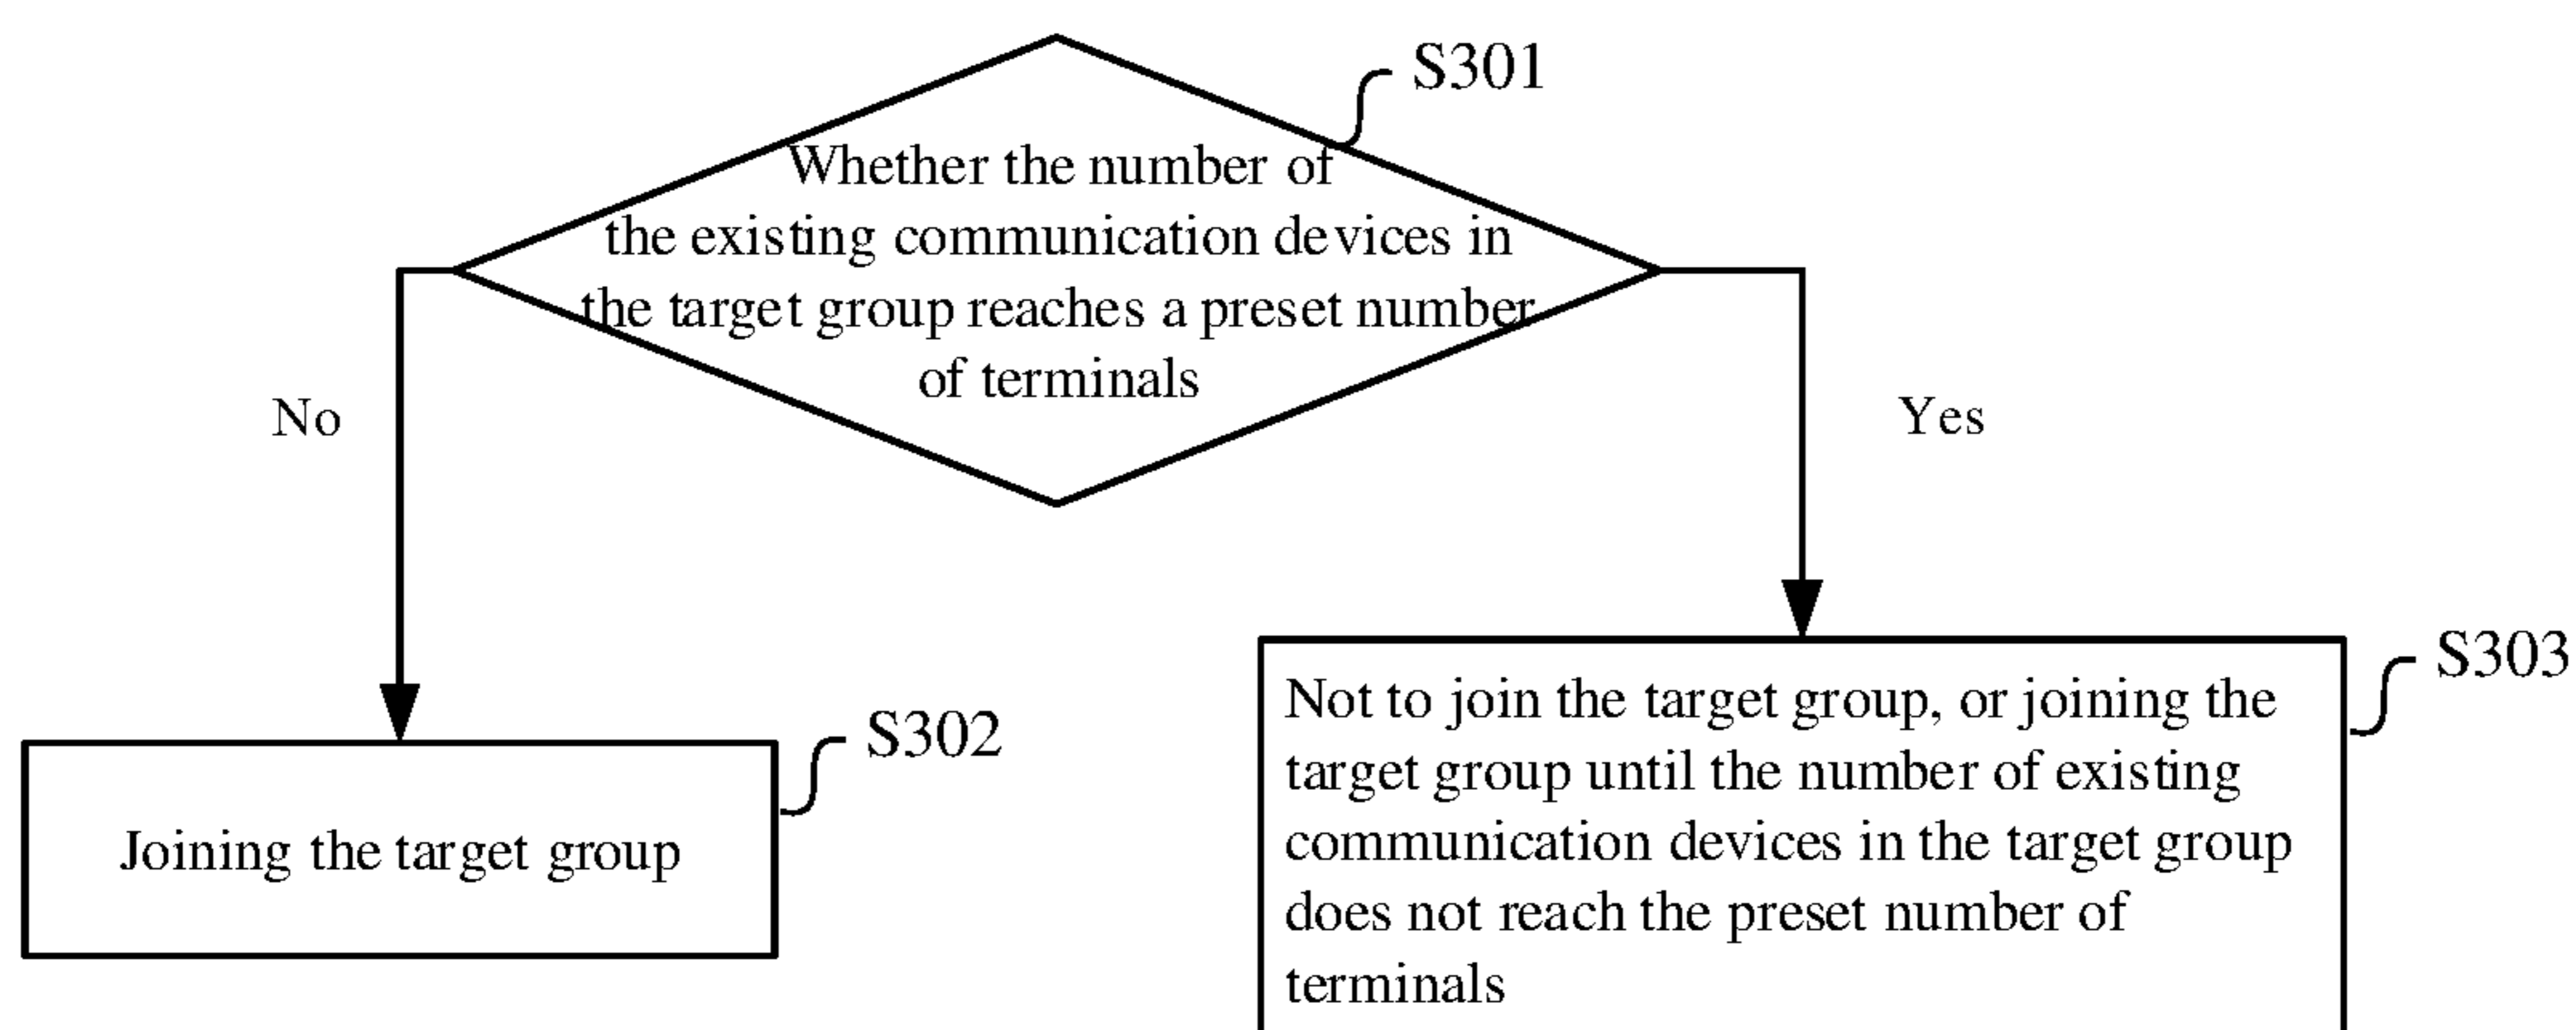 S301
Whether the number of
the existing communication devices in
the target group reaches a preset number
of terminals
No
Yes
S302
Joining the target group
S303
Not to join the target group, or joining the
target group until the number of existing
communication devices in the target group
does not reach the preset number of
terminals